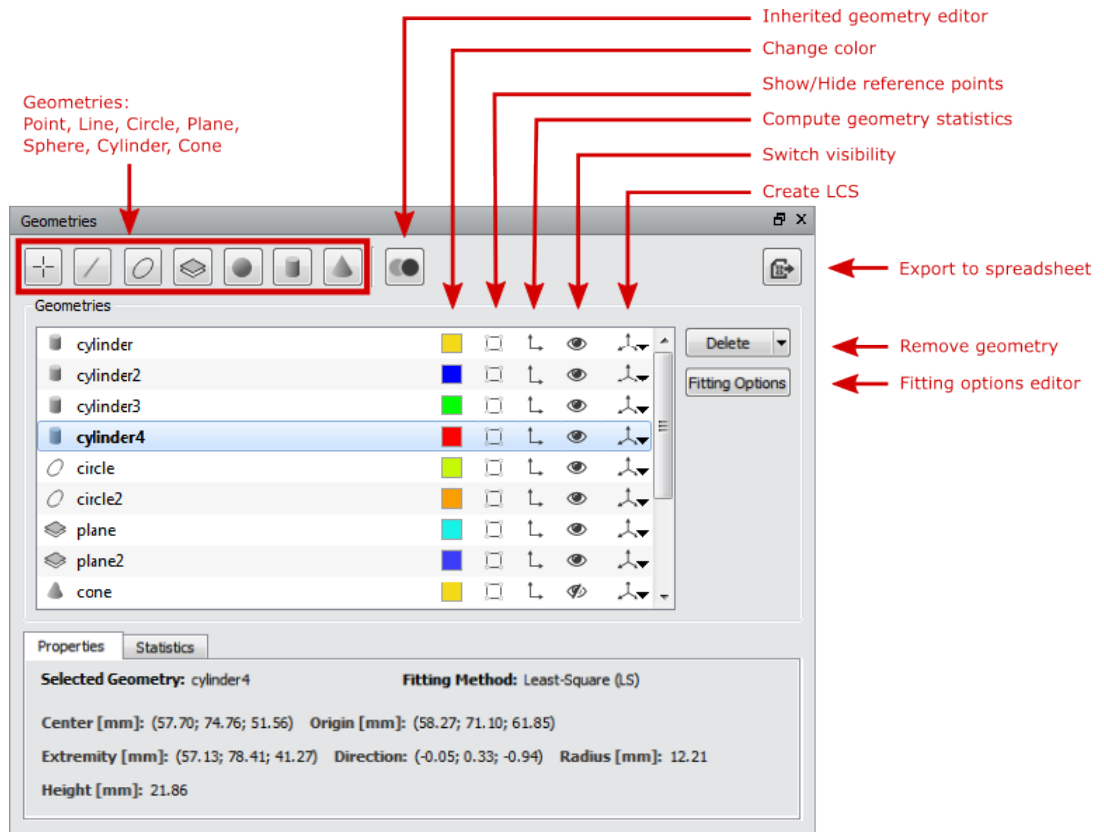 Inherited geometry editor
Change color
Show/Hide reference points
Compute geometry statistics
Switch visibility
Create LCS
Geometries:
Point, Line, Circle, Plane,
Sphere, Cylinder, Cone
Geometries
Export to spreadsheet
Geometries
cylinder
Delete
Remove geometry
cylinder2
Fitting Options
Fitting options editor
cylinder3
cylinder4
circle
circle2
plane
plane2
cone
Properties
Statistics
Selected Geometry: cylinder4
Fitting Method: Least-Square (LS)
Center [mm]: (57.70; 74.76; 51.56) Origin [mm]: (58.27; 71.10; 61.85)
Extremity [mm]: (57.13; 78.41; 41.27) Direction: (-0.05; 0.33; -0.94) Radius [mm]: 12.21
Height [mm]: 21.86